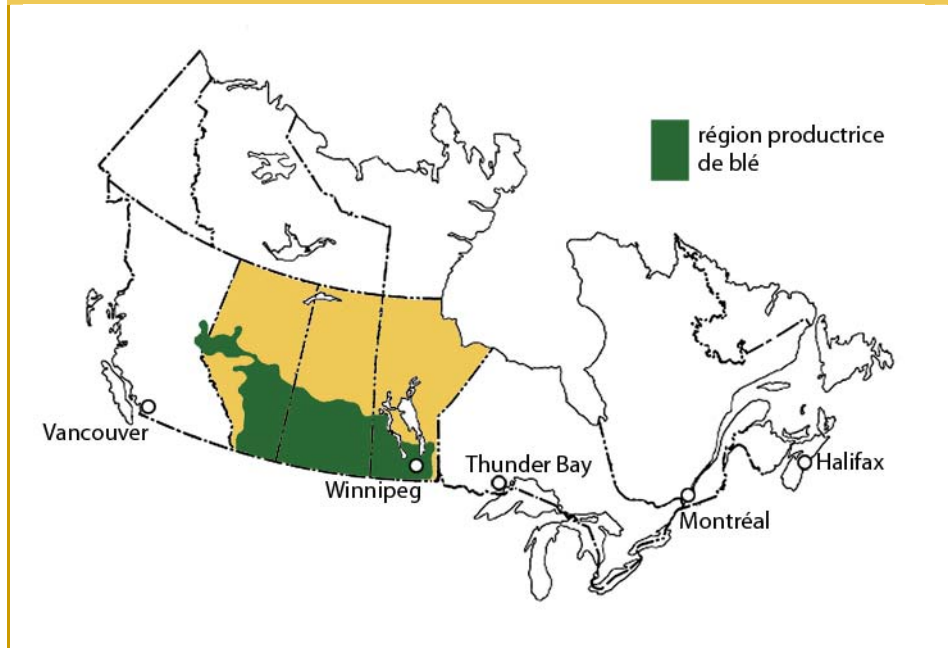 région productrice
de blé
Vancouver
Winnipeg
Thunder Bay
Montréal
Halifax